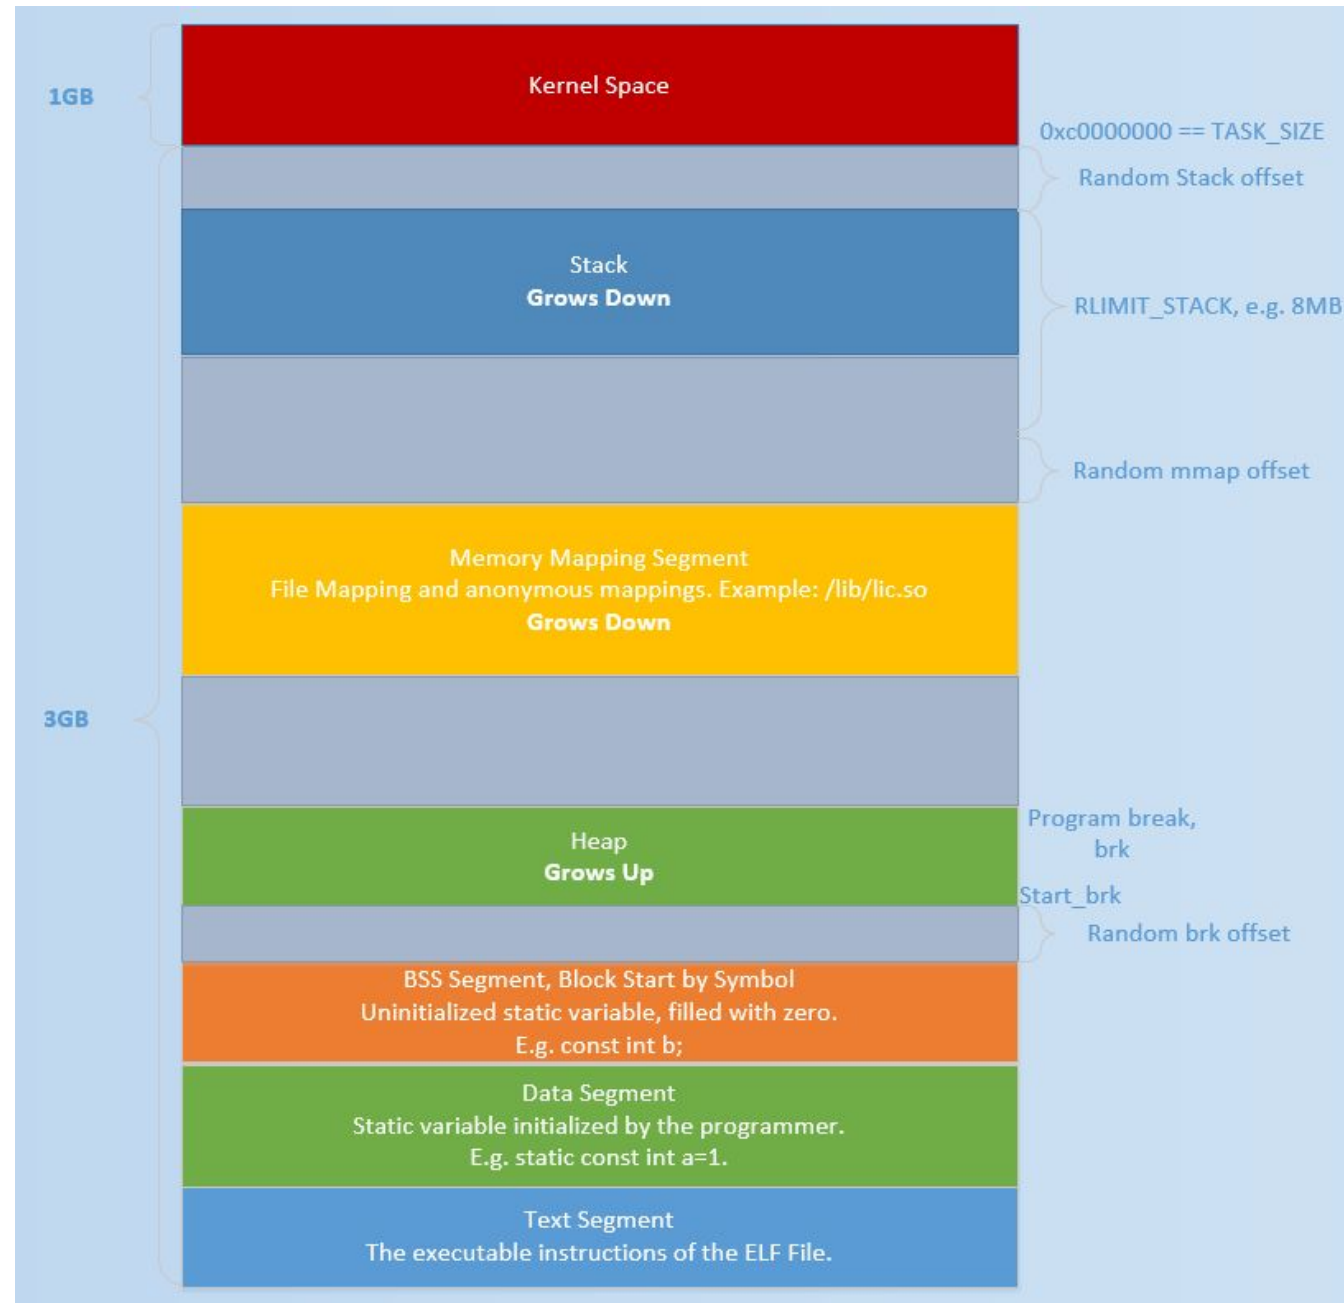 1GB
Kernel Space
0xc0000000 == TASK_SIZE
Random Stack offset
Stack
Grows Down
RLIMIT_STACK, e.g. 8MB
Random mmap offset
Memory Mapping Segment
File Mapping and anonymous mappings. Example: /lib/lic.so
Grows Down
3GB
Program break,
brk
Heap
Grows Up
Start_brk
Random brk offset
BSS Segment, Block Start by Symbol
Uninitialized static variable, filled with zero.
E.g. const int b;
Data Segment
Static variable initialized by the programmer.
E.g. static const int a=1.
Text Segment
The executable instructions of the ELF File.